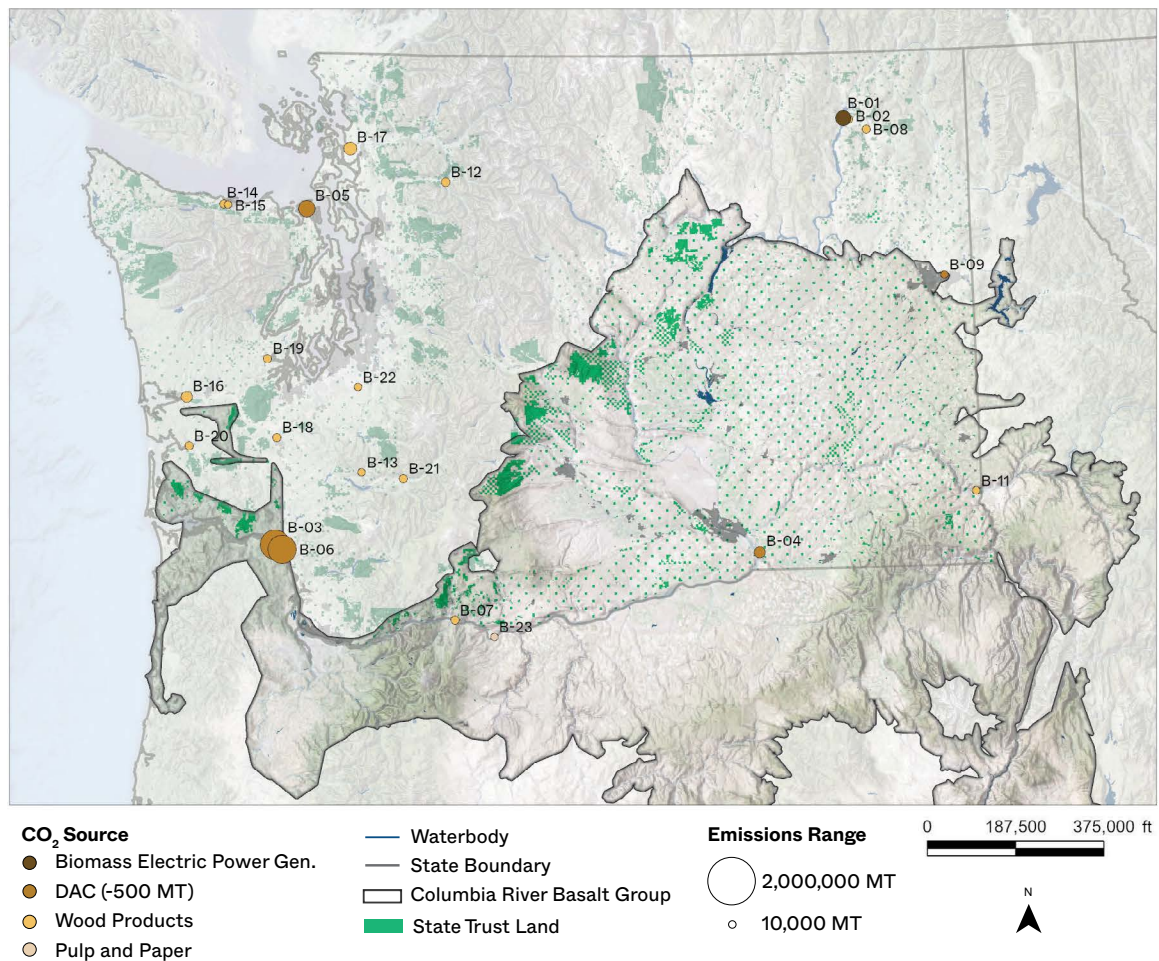 B-01
B-02
B-08
B-17
B-12
B-14
B-15
B-05
B-09
B-19
B-22
B-16
B-18
B-20
B-13
B-21
B-11
B-03
B-06
B-04
B-07
B-23
CO2 Source
Biomass Electric Power Gen.
DAC (-500 MT)
Wood Products
Pulp and Paper
Waterbody
State Boundary
Columbia River Basalt Group
State Trust Land
Emissions Range
2,000,000 MT
10,000 MT
0 187,500 375,000 ft
N